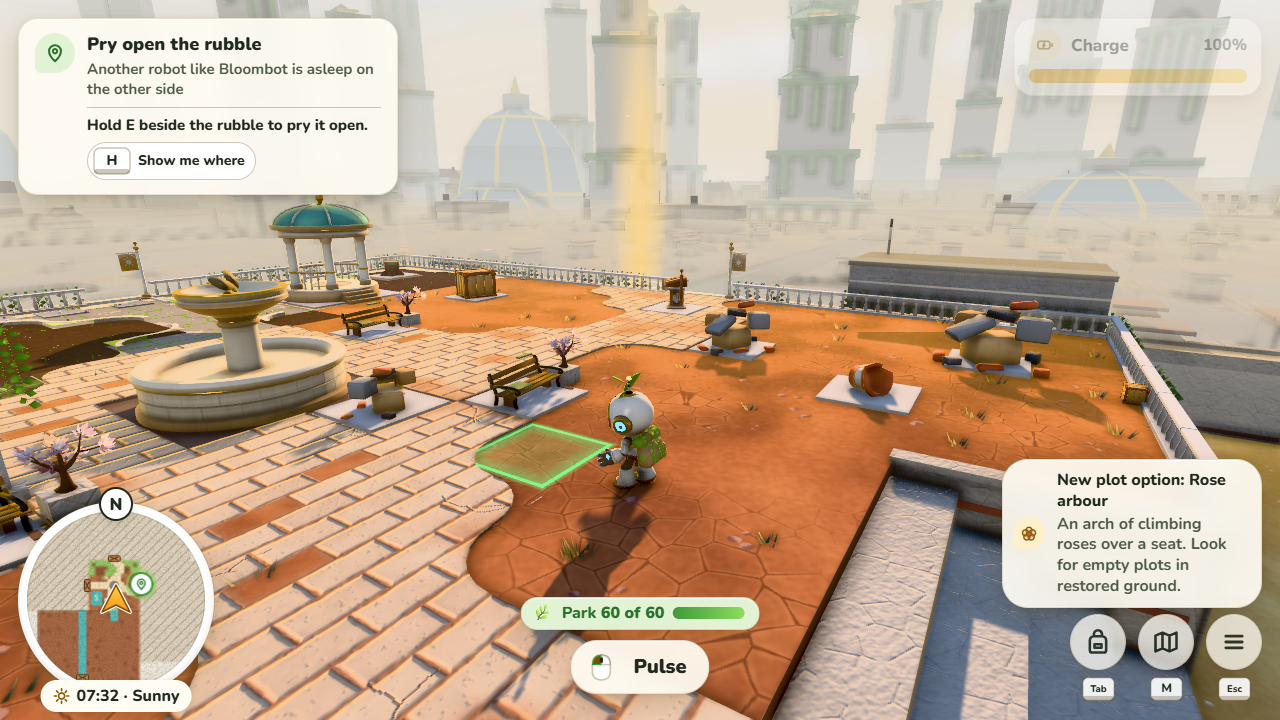 Pry open the rubble
Another robot like Bloombot is asleep on
the other side
Hold E beside the rubble to pry it open.
H Show me where
Charge 100%
N
07:32 · Sunny
Park 60 of 60
Pulse
New plot option: Rose
arbour
An arch of climbing
roses over a seat. Look
for empty plots in
restored ground.
Tab
M
Esc